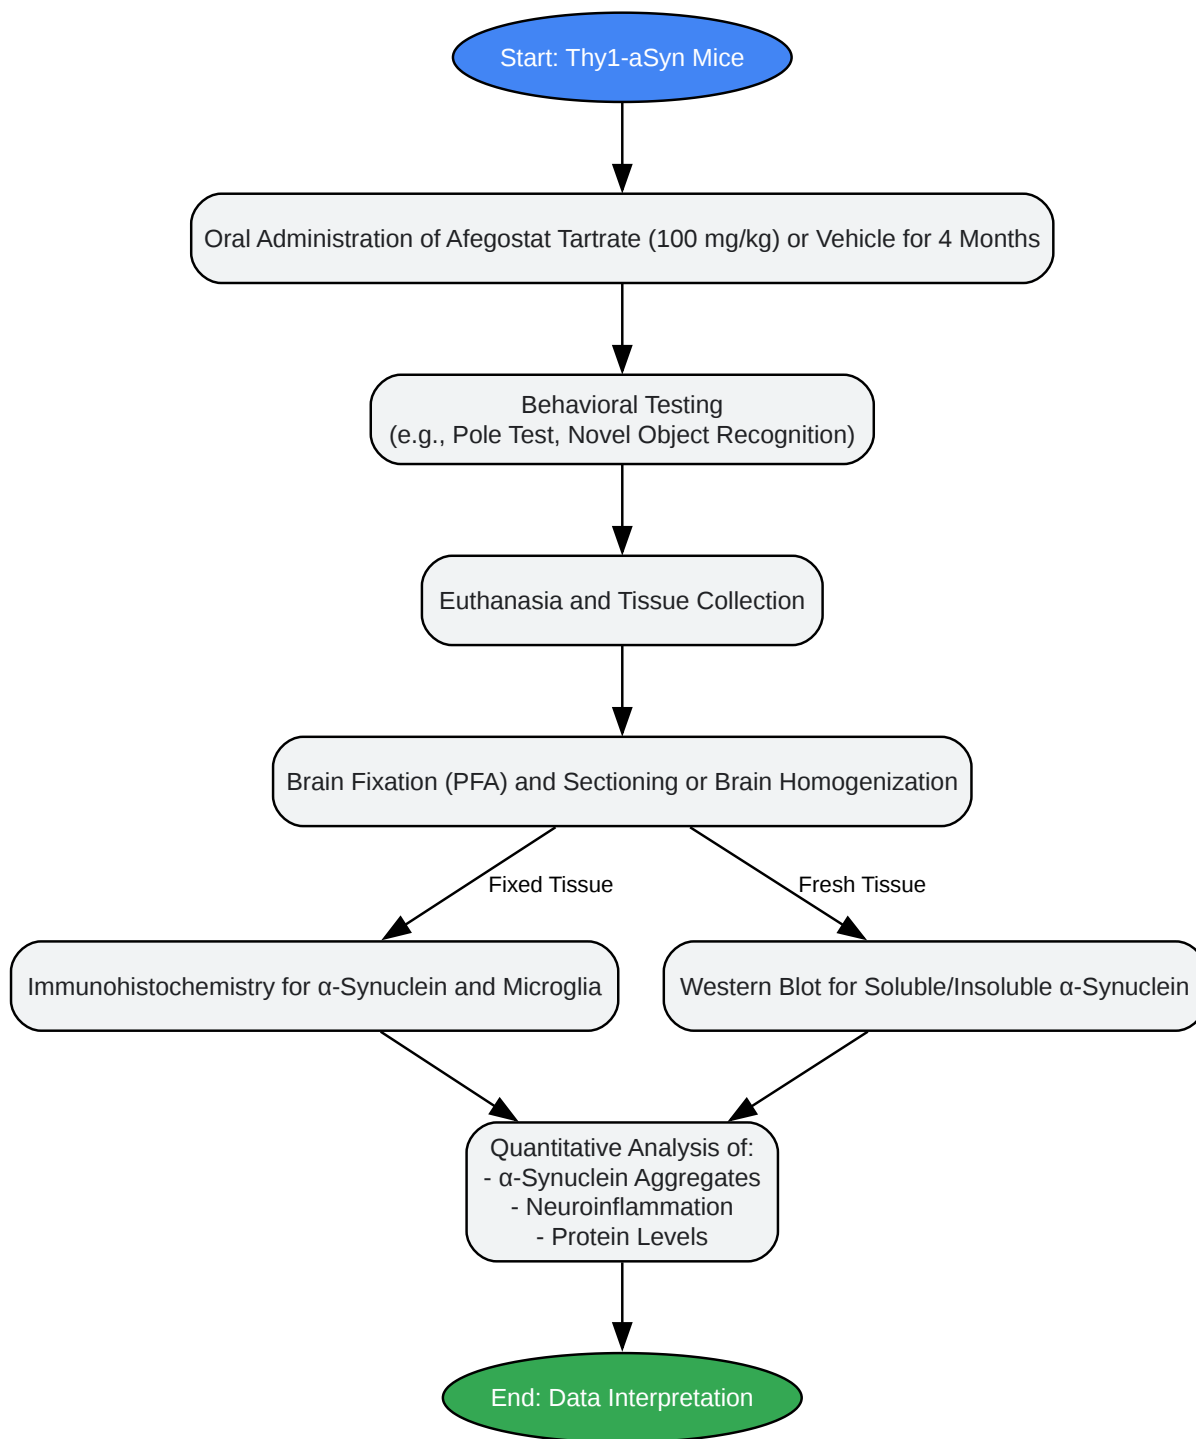 Start: Thy1-aSyn Mice
Oral Administration of Afegostat Tartrate (100 mg/kg) or Vehicle for 4 Months
Behavioral Testing
(e.g., Pole Test, Novel Object Recognition)
Euthanasia and Tissue Collection
Brain Fixation (PFA) and Sectioning or Brain Homogenization
Fixed Tissue
Fresh Tissue
Immunohistochemistry for α-Synuclein and Microglia
Western Blot for Soluble/Insoluble α-Synuclein
Quantitative Analysis of:
- α-Synuclein Aggregates
- Neuroinflammation
- Protein Levels
End: Data Interpretation